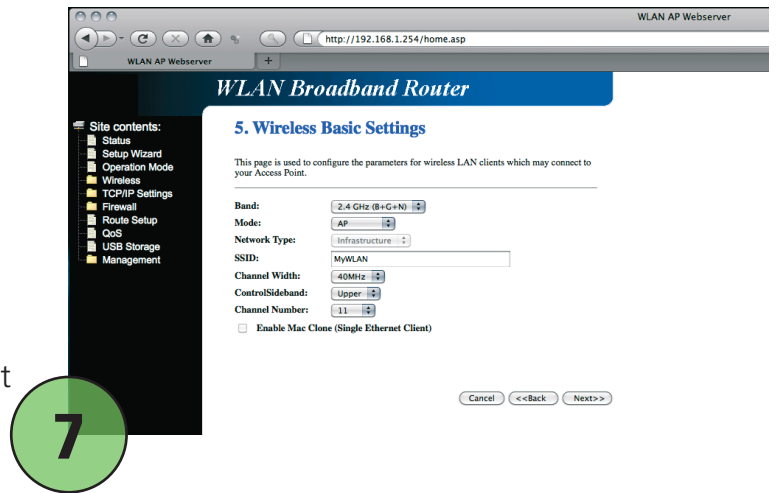 WLAN AP Webserver
http://192.168.1.254/home.asp
WLAN AP Webserver
+
WLAN Broadband Router
Site contents:
Status
Setup Wizard
Operation Mode
Wireless
TCP/IP Settings
Firewall
Route Setup
QoS
USB Storage
Management
5. Wireless Basic Settings
This page is used to configure the parameters for wireless LAN clients which may connect to
your Access Point.
Band: 2.4 GHz (B+G+N)
Mode: AP
Network Type: Infrastructure
SSID: MyWLAN
Channel Width: 40MHz
ControlSideband: Upper
Channel Number: 11
Enable Mac Clone (Single Ethernet Client)
Cancel <<Back Next>>
t
7